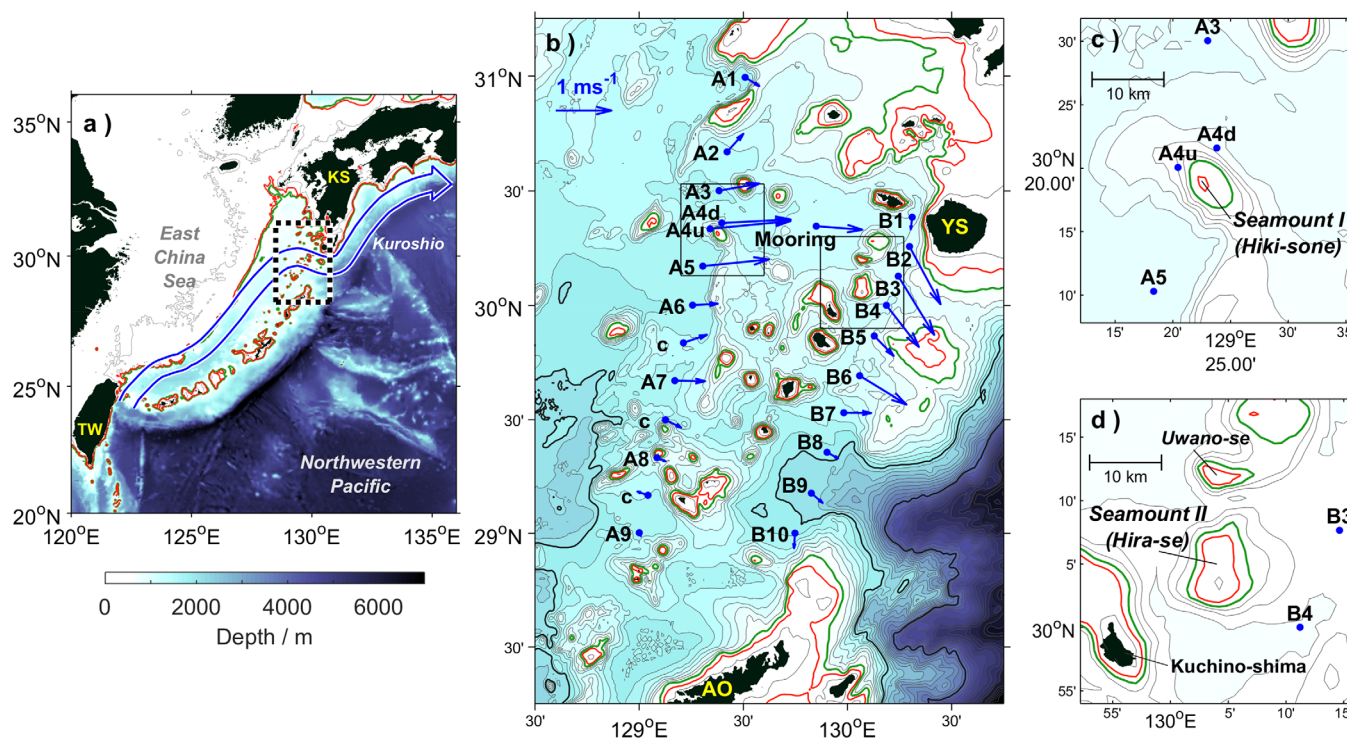 a )
35°N
30°N
25°N
20°N
120°E
125°E
130°E
135°E
KS
East
China
Sea
Kuroshio
TW
Northwestern
Pacific
0
2000
4000
6000
Depth / m
b )
1 ms⁻¹
31°N
30'
30°N
30'
29°N
30'
30'
129°E
30'
130°E
30'
A1
A2
A3
A4d
A4u
Mooring
A5
A6
c
A7
c
A8
c
A9
B1
YS
B2
B3
B4
B5
B6
B7
B8
B9
B10
AO
c )
A3
30'
10 km
25'
A4d
30°N
20.00'
A4u
Seamount I
(Hiki-sone)
15'
A5
10'
15'
20'
129°E
25.00'
30'
35'
d )
15'
Uwano-se
10 km
10'
Seamount II
(Hira-se)
B3
5'
B4
30°N
Kuchino-shima
55'
55'
130°E
5'
10'
15'